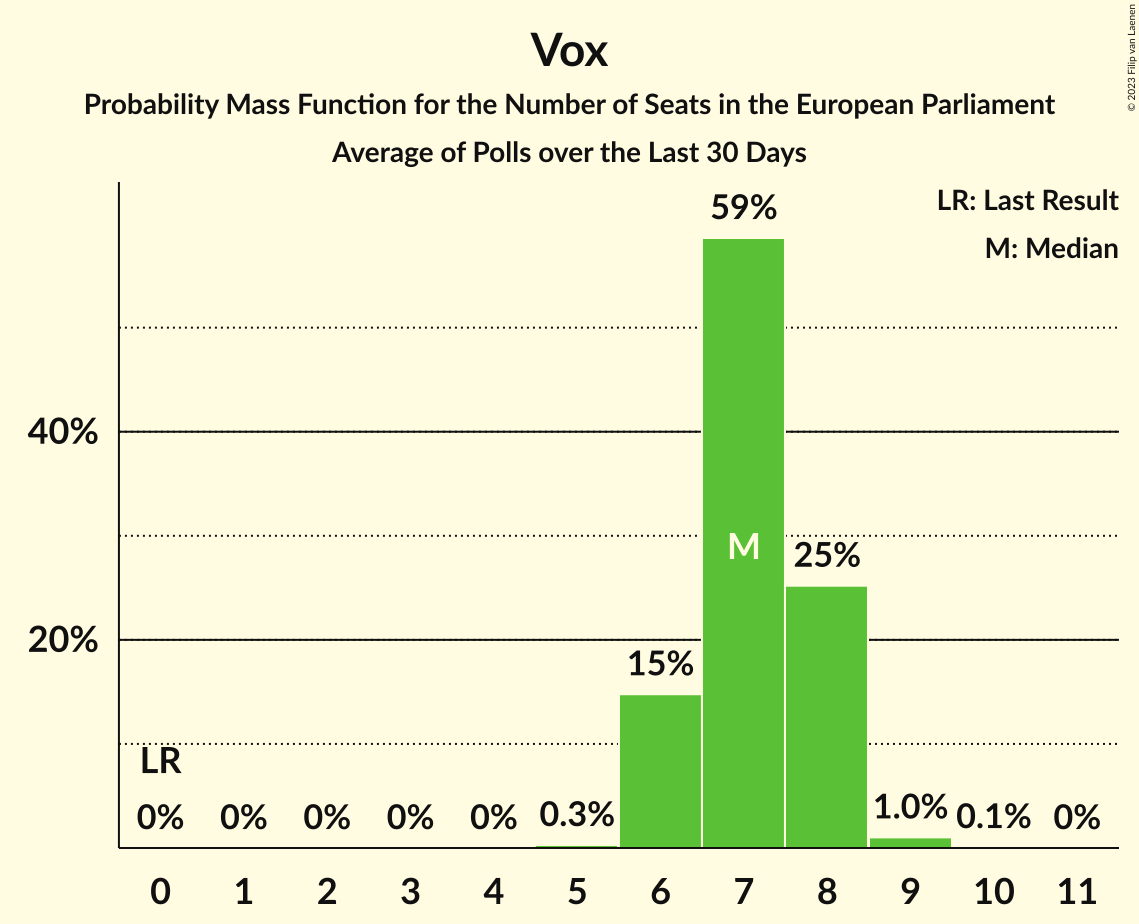 Vox
Probability Mass Function for the Number of Seats in the European Parliament
Average of Polls over the Last 30 Days
© 2023 Filip van Laenen
LR: Last Result
M: Median
59%
40%
M
25%
20%
15%
LR
0% 0% 0% 0% 0% 0.3% 1.0% 0.1% 0%
0 1 2 3 4 5 6 7 8 9 10 11